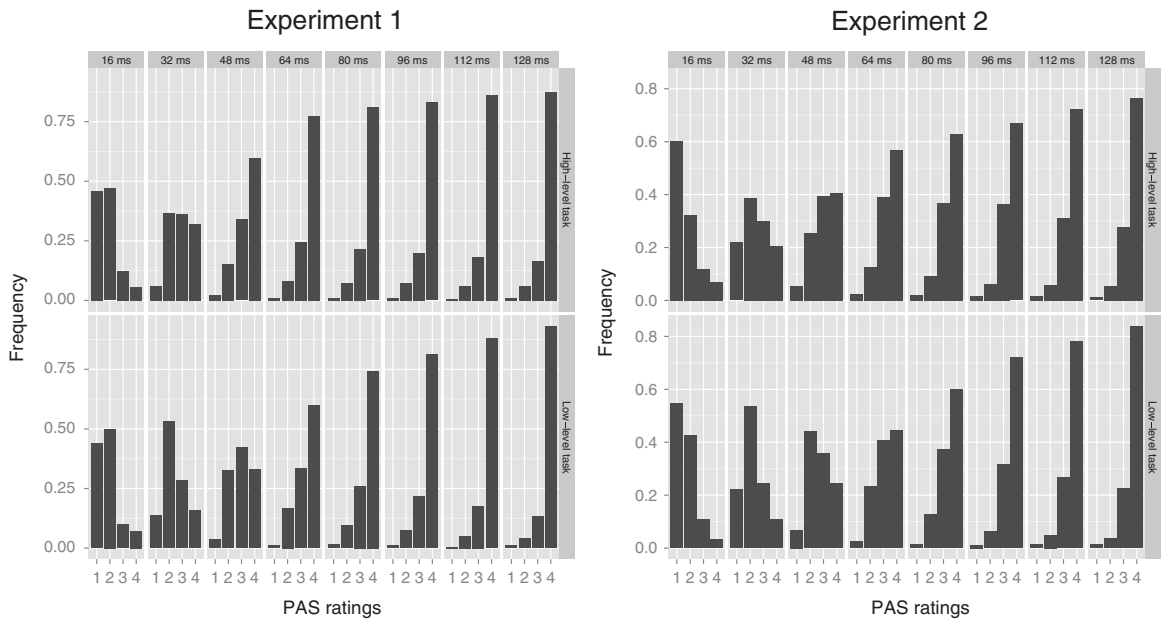 Experiment 1
16 ms 32 ms 48 ms 64 ms 80 ms 96 ms 112 ms 128 ms
0.75
0.50
0.25
0.00
High−level task
0.75
0.50
0.25
0.00
Low−level task
Frequency
1 2 3 4 1 2 3 4 1 2 3 4 1 2 3 4 1 2 3 4 1 2 3 4 1 2 3 4 1 2 3 4
PAS ratings
Experiment 2
16 ms 32 ms 48 ms 64 ms 80 ms 96 ms 112 ms 128 ms
0.8
0.6
0.4
0.2
0.0
High−level task
0.8
0.6
0.4
0.2
0.0
Low−level task
Frequency
1 2 3 4 1 2 3 4 1 2 3 4 1 2 3 4 1 2 3 4 1 2 3 4 1 2 3 4 1 2 3 4
PAS ratings